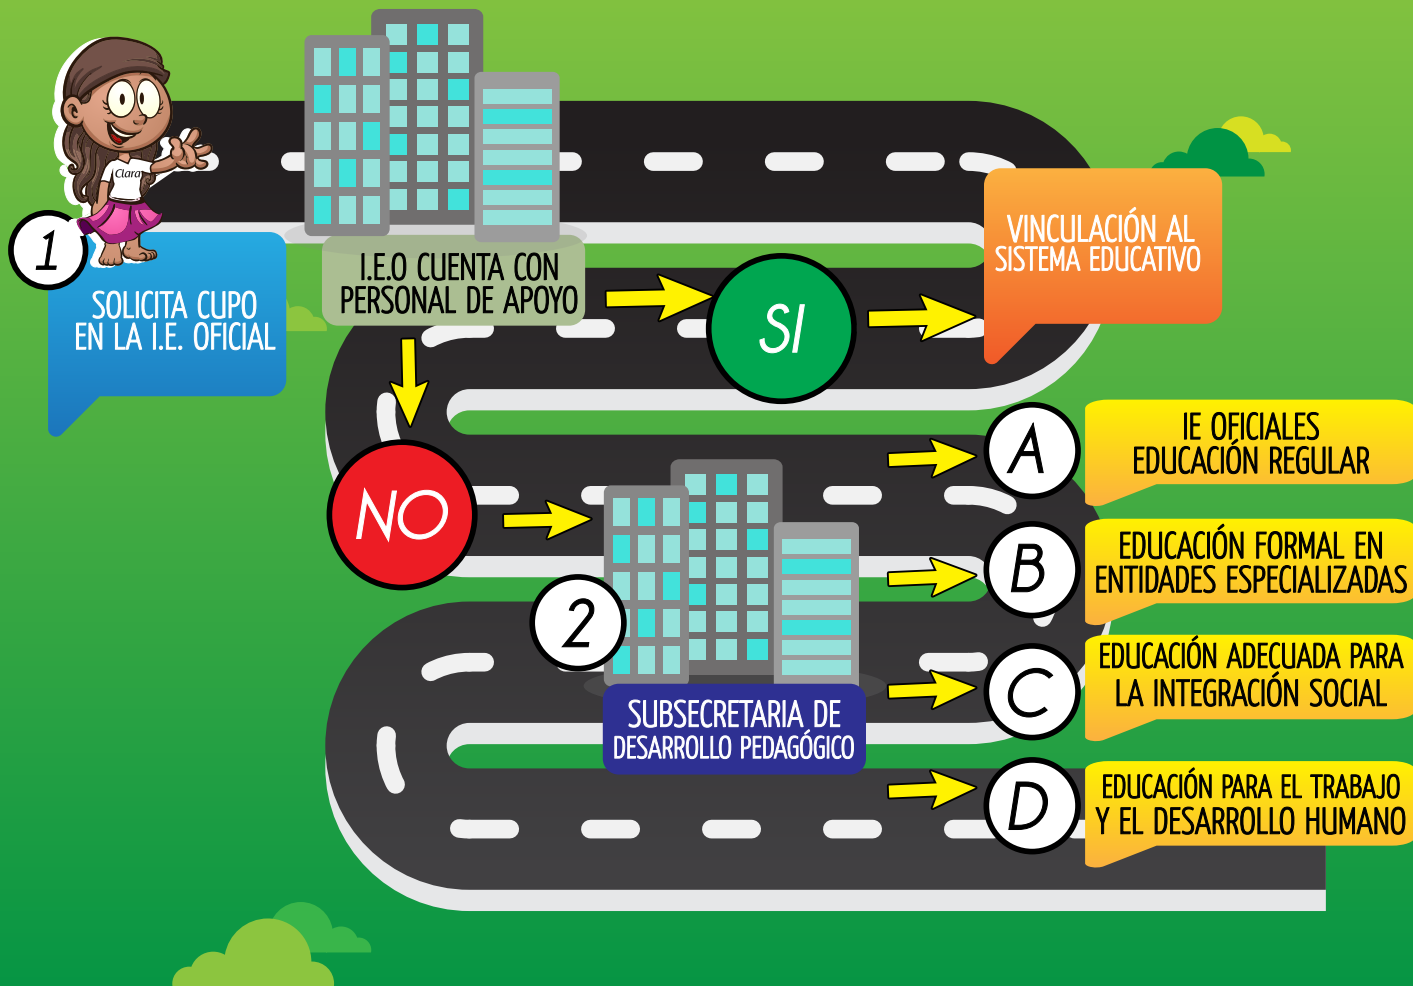 Clara
1
SOLICITA CUPO
EN LA I.E. OFICIAL
I.E.O CUENTA CON
PERSONAL DE APOYO
SI
VINCULACIÓN AL
SISTEMA EDUCATIVO
NO
2
SUBSECRETARIA DE
DESARROLLO PEDAGÓGICO
A
IE OFICIALES
EDUCACIÓN REGULAR
B
EDUCACIÓN FORMAL EN
ENTIDADES ESPECIALIZADAS
C
EDUCACIÓN ADECUADA PARA
LA INTEGRACIÓN SOCIAL
D
EDUCACIÓN PARA EL TRABAJO
Y EL DESARROLLO HUMANO